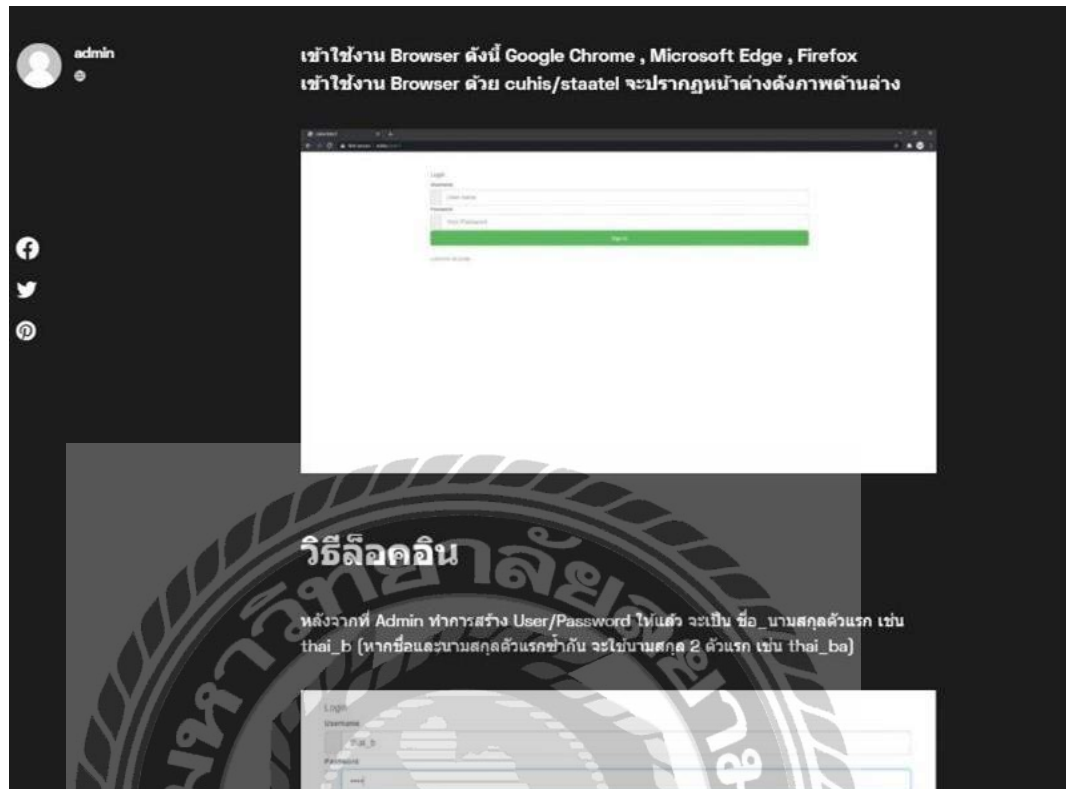 admin
เข้าใช้งาน Browser ดังนี้ Google Chrome , Microsoft Edge , Firefox
เข้าใช้งาน Browser ด้วย cuhis/staatel จะปรากฏหน้าต่างดังภาพด้านล่าง
Login
Username
User name
Password
Your Password
Sign in
วิธีล็อคอิน
หลังจากที่ Admin ทำการสร้าง User/Password ให้แล้ว จะเป็น ชื่อ_นามสกุลตัวแรก เช่น
thai_b (หากชื่อและนามสกุลตัวแรกซ้ำกัน จะใช้นามสกุล 2 ตัวแรก เช่น thai_ba)
Login
Username
thai_b
Password